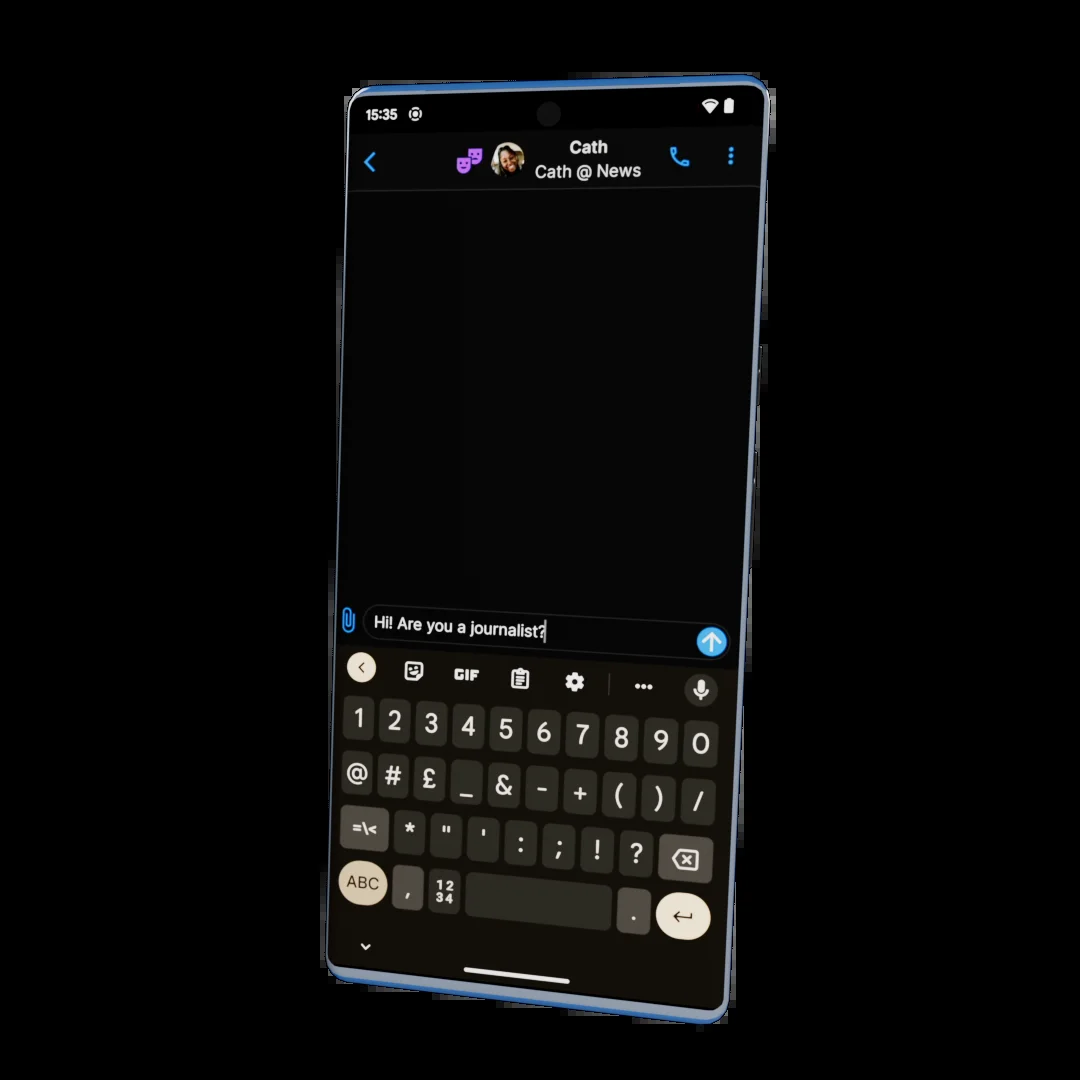 15:35
Cath
Cath @ News
Hi! Are you a journalist?
GIF
1 2 3 4 5 6 7 8 9 0
@ # £ _ & - + ( ) /
=\< * " ' : ; ! ?
ABC , 12 34 .